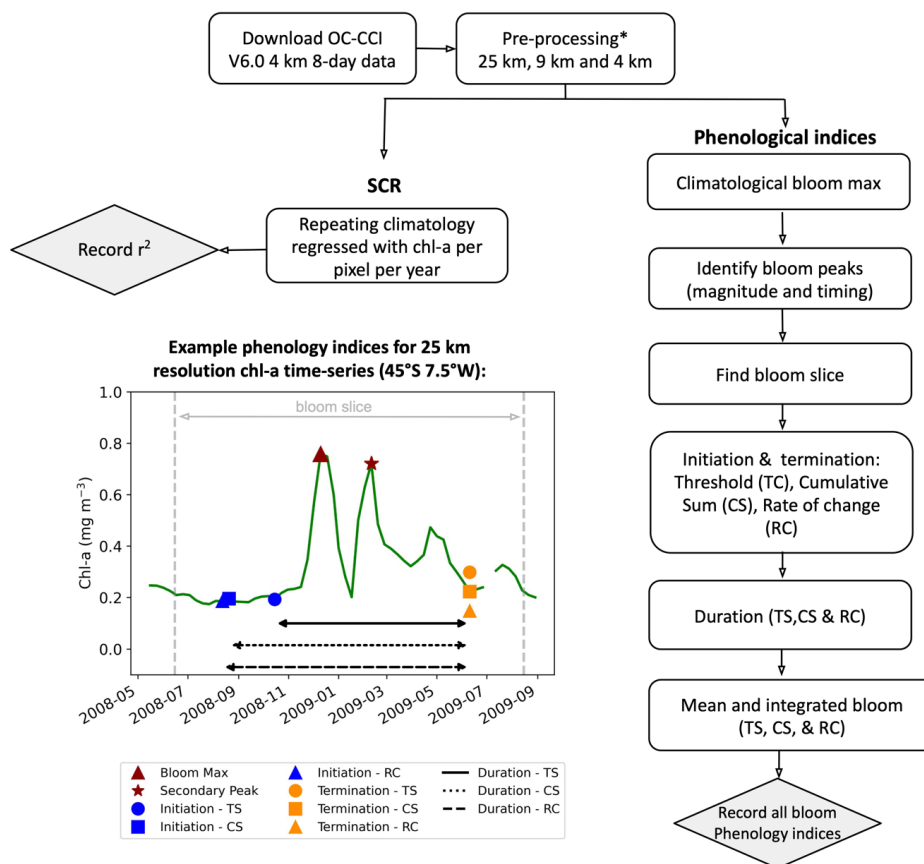 Download OC-CCI
V6.0 4 km 8-day data
Pre-processing*
25 km, 9 km and 4 km
SCR
Repeating climatology
regressed with chl-a per
pixel per year
Record r²
Phenological indices
Climatological bloom max
Identify bloom peaks
(magnitude and timing)
Find bloom slice
Initiation & termination:
Threshold (TC), Cumulative
Sum (CS), Rate of change
(RC)
Duration (TS,CS & RC)
Mean and integrated bloom
(TS, CS, & RC)
Record all bloom
Phenology indices
Example phenology indices for 25 km
resolution chl-a time-series (45°S 7.5°W):
bloom slice
Chl-a (mg m⁻³)
1.0
0.8
0.6
0.4
0.2
0.0
2008-05
2008-07
2008-09
2008-11
2009-01
2009-03
2009-05
2009-07
2009-09
Bloom Max
Secondary Peak
Initiation - TS
Initiation - CS
Initiation - RC
Termination - TS
Termination - CS
Termination - RC
Duration - TS
Duration - CS
Duration - RC